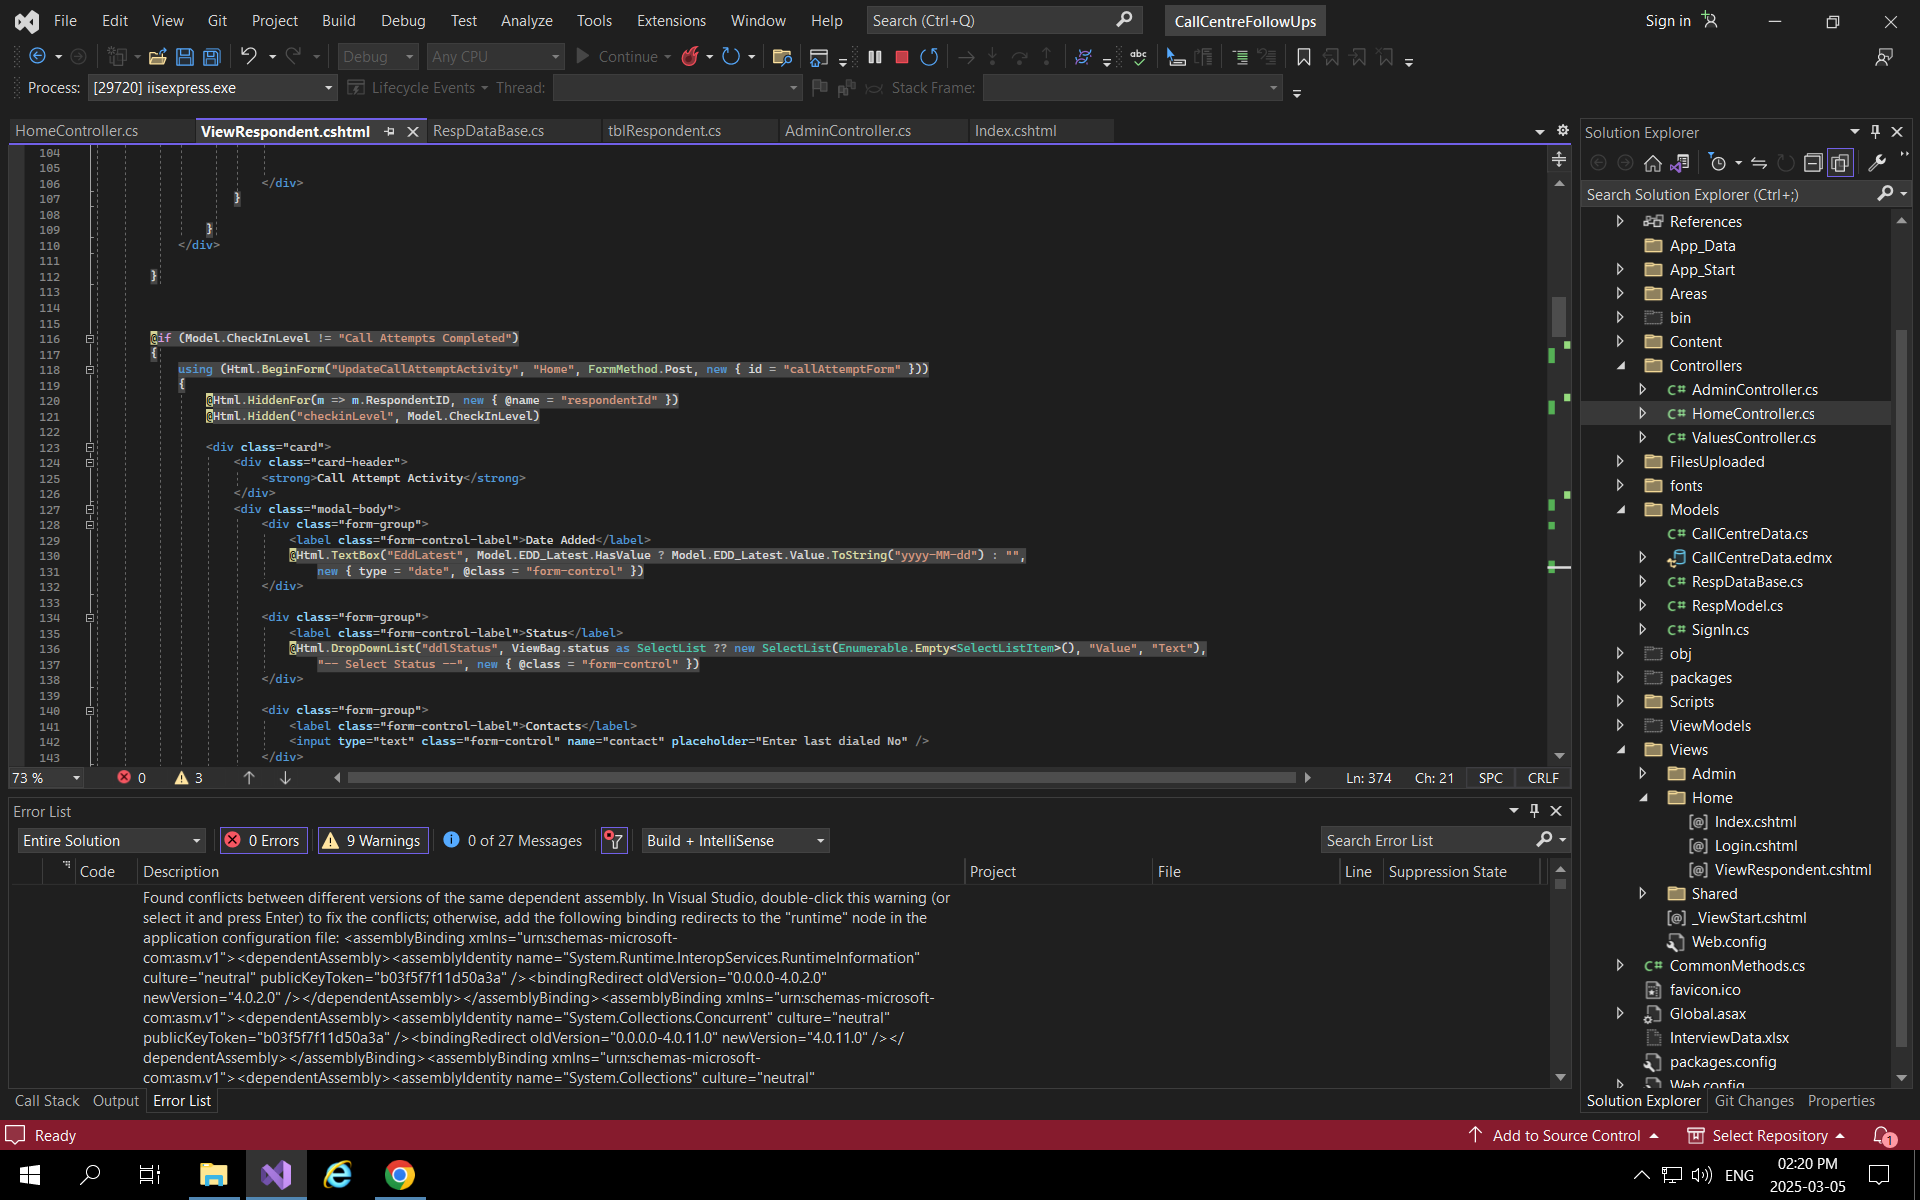 File Edit View Git Project Build Debug Test Analyze Tools Extensions Window Help Search (Ctrl+Q) CallCentreFollowUps Sign in
Debug Any CPU Continue
Process: [29720] iisexpress.exe Lifecycle Events Thread: Stack Frame:
HomeController.cs ViewRespondent.cshtml RespDataBase.cs tblRespondent.cs AdminController.cs Index.cshtml
104
105
106 </div>
107 }
108
109 }
110 </div>
111
112 }
113
114
115
116 @if (Model.CheckInLevel != "Call Attempts Completed")
117 {
118 using (Html.BeginForm("UpdateCallAttemptActivity", "Home", FormMethod.Post, new { id = "callAttemptForm" }))
119 {
120 @Html.HiddenFor(m => m.RespondentID, new { @name = "respondentId" })
121 @Html.Hidden("checkinLevel", Model.CheckInLevel)
122
123 <div class="card">
124 <div class="card-header">
125 <strong>Call Attempt Activity</strong>
126 </div>
127 <div class="modal-body">
128 <div class="form-group">
129 <label class="form-control-label">Date Added</label>
130 @Html.TextBox("EddLatest", Model.EDD_Latest.HasValue ? Model.EDD_Latest.Value.ToString("yyyy-MM-dd") : "",
131 new { type = "date", @class = "form-control" })
132 </div>
133
134 <div class="form-group">
135 <label class="form-control-label">Status</label>
136 @Html.DropDownList("ddlStatus", ViewBag.status as SelectList ?? new SelectList(Enumerable.Empty<SelectListItem>(), "Value", "Text"),
137 "-- Select Status --", new { @class = "form-control" })
138 </div>
139
140 <div class="form-group">
141 <label class="form-control-label">Contacts</label>
142 <input type="text" class="form-control" name="contact" placeholder="Enter last dialed No" />
143 </div>
73 % 0 3 Ln: 374 Ch: 21 SPC CRLF
Error List
Entire Solution 0 Errors 9 Warnings 0 of 27 Messages Build + IntelliSense Search Error List
Code Description Project File Line Suppression State
Found conflicts between different versions of the same dependent assembly. In Visual Studio, double-click this warning (or
select it and press Enter) to fix the conflicts; otherwise, add the following binding redirects to the "runtime" node in the
application configuration file: <assemblyBinding xmlns="urn:schemas-microsoft-
com:asm.v1"><dependentAssembly><assemblyIdentity name="System.Runtime.InteropServices.RuntimeInformation"
culture="neutral" publicKeyToken="b03f5f7f11d50a3a" /><bindingRedirect oldVersion="0.0.0.0-4.0.2.0"
newVersion="4.0.2.0" /></dependentAssembly></assemblyBinding><assemblyBinding xmlns="urn:schemas-microsoft-
com:asm.v1"><dependentAssembly><assemblyIdentity name="System.Collections.Concurrent" culture="neutral"
publicKeyToken="b03f5f7f11d50a3a" /><bindingRedirect oldVersion="0.0.0.0-4.0.11.0" newVersion="4.0.11.0" /></
dependentAssembly></assemblyBinding><assemblyBinding xmlns="urn:schemas-microsoft-
com:asm.v1"><dependentAssembly><assemblyIdentity name="System.Collections" culture="neutral"
Call Stack Output Error List
Solution Explorer
Search Solution Explorer (Ctrl+;)
References
App_Data
App_Start
Areas
bin
Content
Controllers
C# AdminController.cs
C# HomeController.cs
C# ValuesController.cs
FilesUploaded
fonts
Models
C# CallCentreData.cs
CallCentreData.edmx
C# RespDataBase.cs
C# RespModel.cs
C# SignIn.cs
obj
packages
Scripts
ViewModels
Views
Admin
Home
[@] Index.cshtml
[@] Login.cshtml
[@] ViewRespondent.cshtml
Shared
[@] _ViewStart.cshtml
Web.config
C# CommonMethods.cs
favicon.ico
Global.asax
InterviewData.xlsx
packages.config
Web.config
Solution Explorer Git Changes Properties
Ready Add to Source Control Select Repository 1
ENG 02:20 PM
2025-03-05